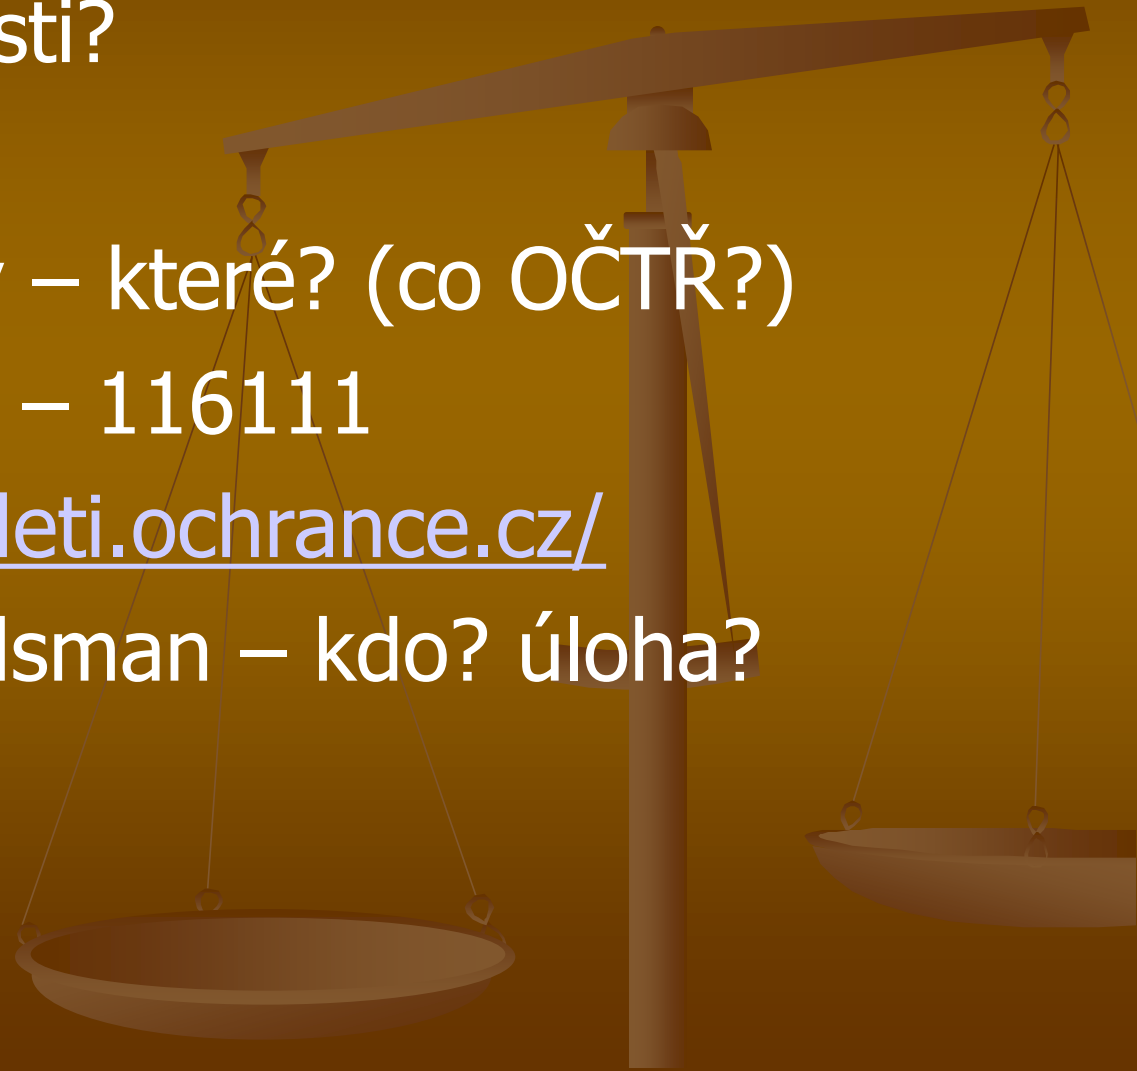 sti?
– které? (co OČTŘ?)
– 116111
deti.ochrance.cz/
dsman – kdo? úloha?